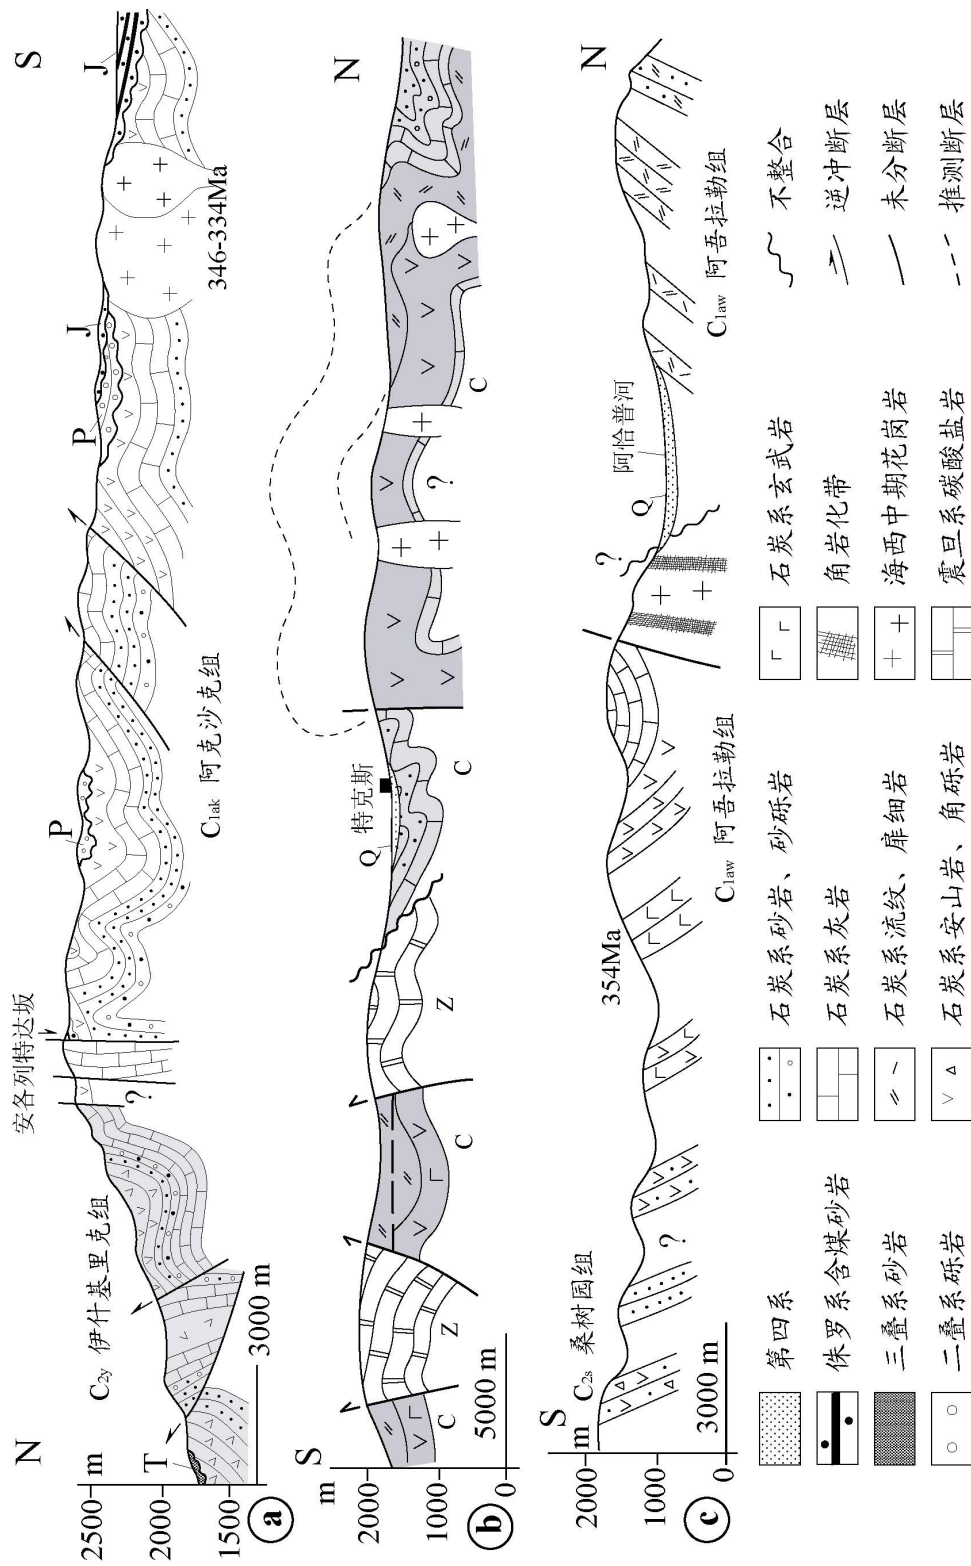 N
S
m
2500
2000
1500
3000 m
T
C2y 伊什基里克组
安各列特达坂
?
P
C1ak 阿克沙克组
P
J
346-334Ma
J
a
S
N
m
2000
1000
0
5000 m
C
Z
C
Z
Q
特克斯
C
?
C
b
S
N
m
2000
1000
0
3000 m
C2s 桑树园组
?
354Ma
C1aw 阿吾拉勒组
?
Q
阿恰普河
C1aw 阿吾拉勒组
c
第四系
侏罗系含煤砂岩
三叠系砂岩
二叠系砾岩
石炭系砂岩、砂砾岩
石炭系灰岩
石炭系流纹、霏细岩
石炭系安山岩、角砾岩
石炭系玄武岩
角岩化带
海西中期花岗岩
震旦系碳酸盐岩
不整合
逆冲断层
未分断层
推测断层